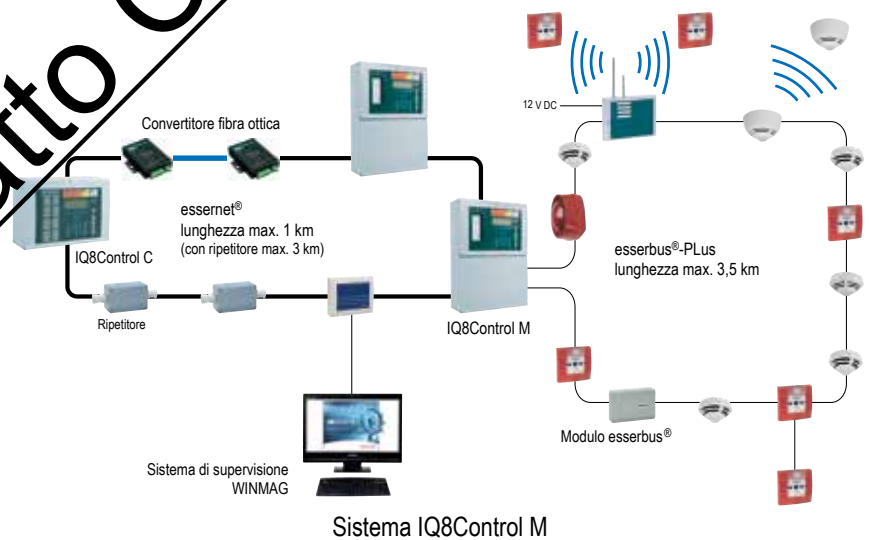 12 V DC
Convertitore fibra ottica
essernet®
lunghezza max. 1 km
(con ripetitore max. 3 km)
IQ8Control C
esserbus®-PLus
lunghezza max. 3,5 km
Ripetitore
IQ8Control M
Modulo esserbus®
Sistema di supervisione
WINMAG
Sistema IQ8Control M